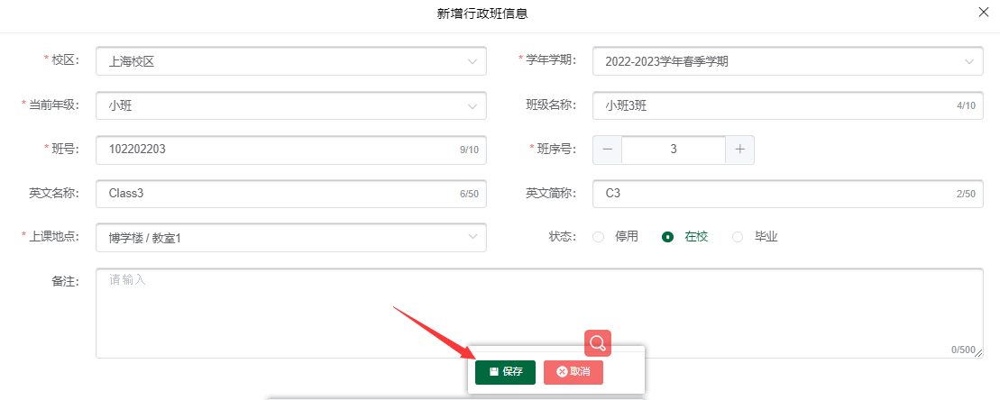 新增行政班信息
* 校区: 上海校区 * 学年学期: 2022-2023学年春季学期
* 当前年级: 小班 班级名称: 小班3班 4/10
* 班号: 102202203 9/10 * 班序号: 3
英文名称: Class3 6/50 英文简称: C3 2/50
* 上课地点: 博学楼 / 教室1 状态: 停用 在校 毕业
备注: 请输入
0/500
保存 取消